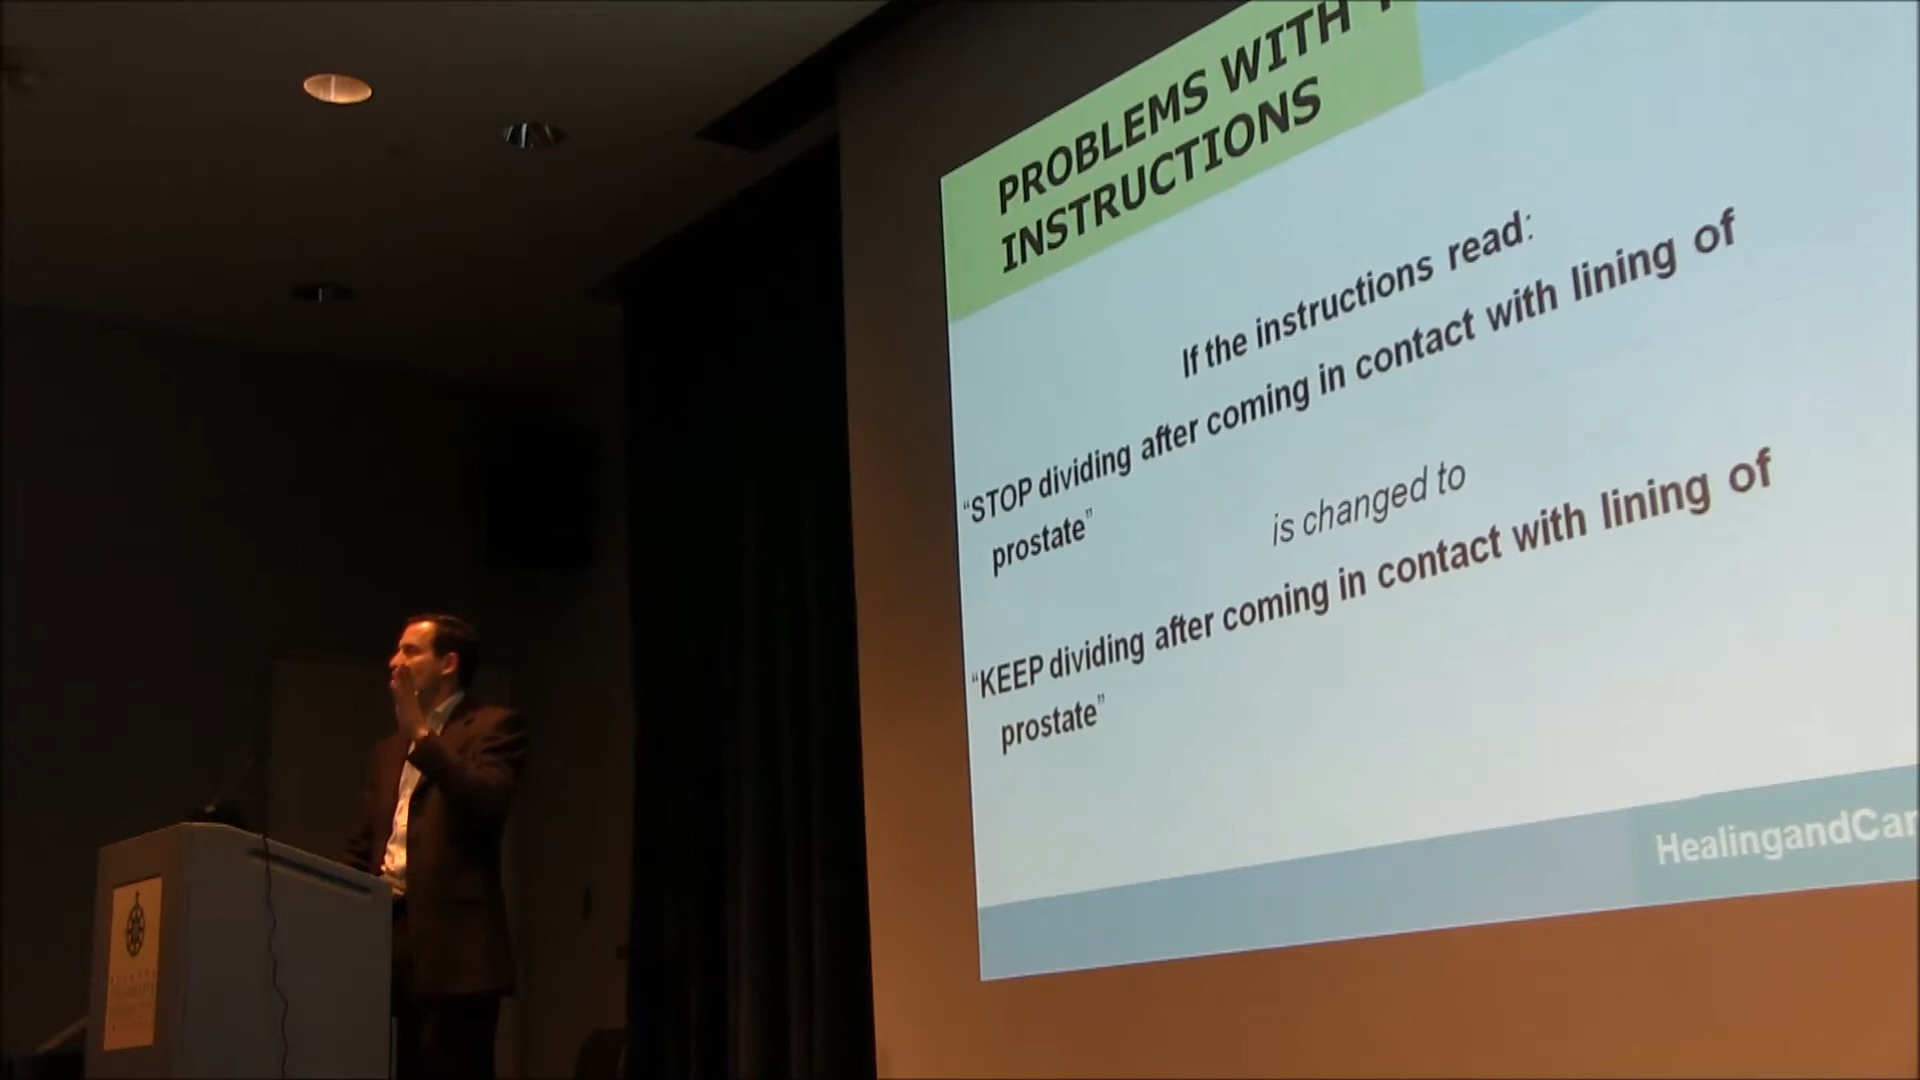 PROBLEMS WITH
INSTRUCTIONS
If the instructions read:
“STOP dividing after coming in contact with lining of
prostate”
is changed to
“KEEP dividing after coming in contact with lining of
prostate”
HealingandCan